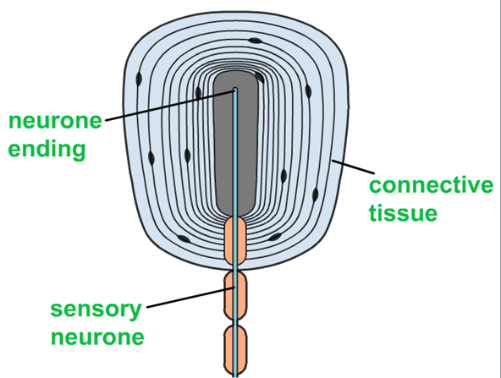 neurone
ending
connective
tissue
sensory
neurone